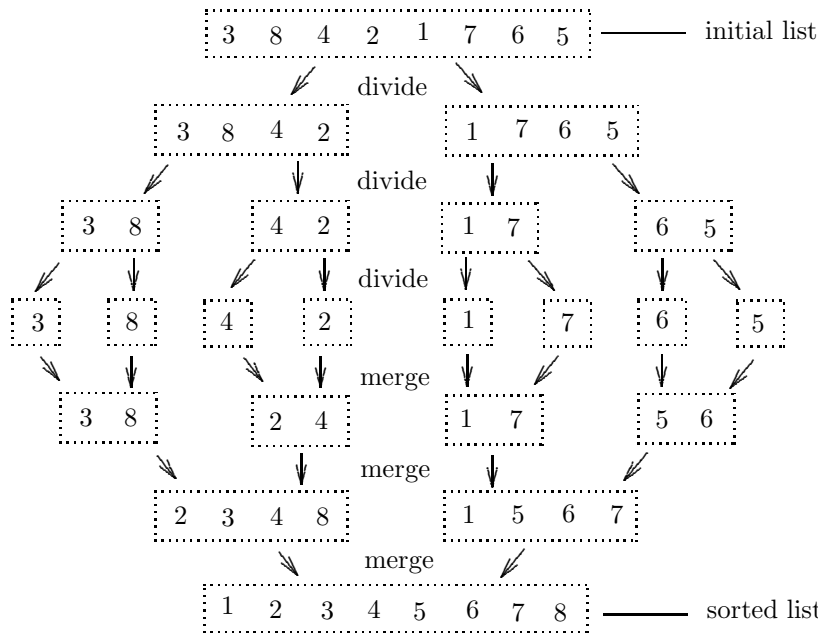 3 8 4 2 1 7 6 5 initial list
divide
3 8 4 2 1 7 6 5
divide
3 8 4 2 1 7 6 5
divide
3 8 4 2 1 7 6 5
merge
3 8 2 4 1 7 5 6
merge
2 3 4 8 1 5 6 7
merge
1 2 3 4 5 6 7 8 sorted list